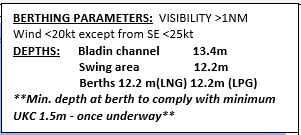 BERTHING PARAMETERS: VISIBILITY >1NM
Wind <20kt except from SE <25kt
DEPTHS: Bladin channel 13.4m
Swing area 12.2m
Berths 12.2 m(LNG) 12.2m (LPG)
**Min. depth at berth to comply with minimum
UKC 1.5m - once underway**